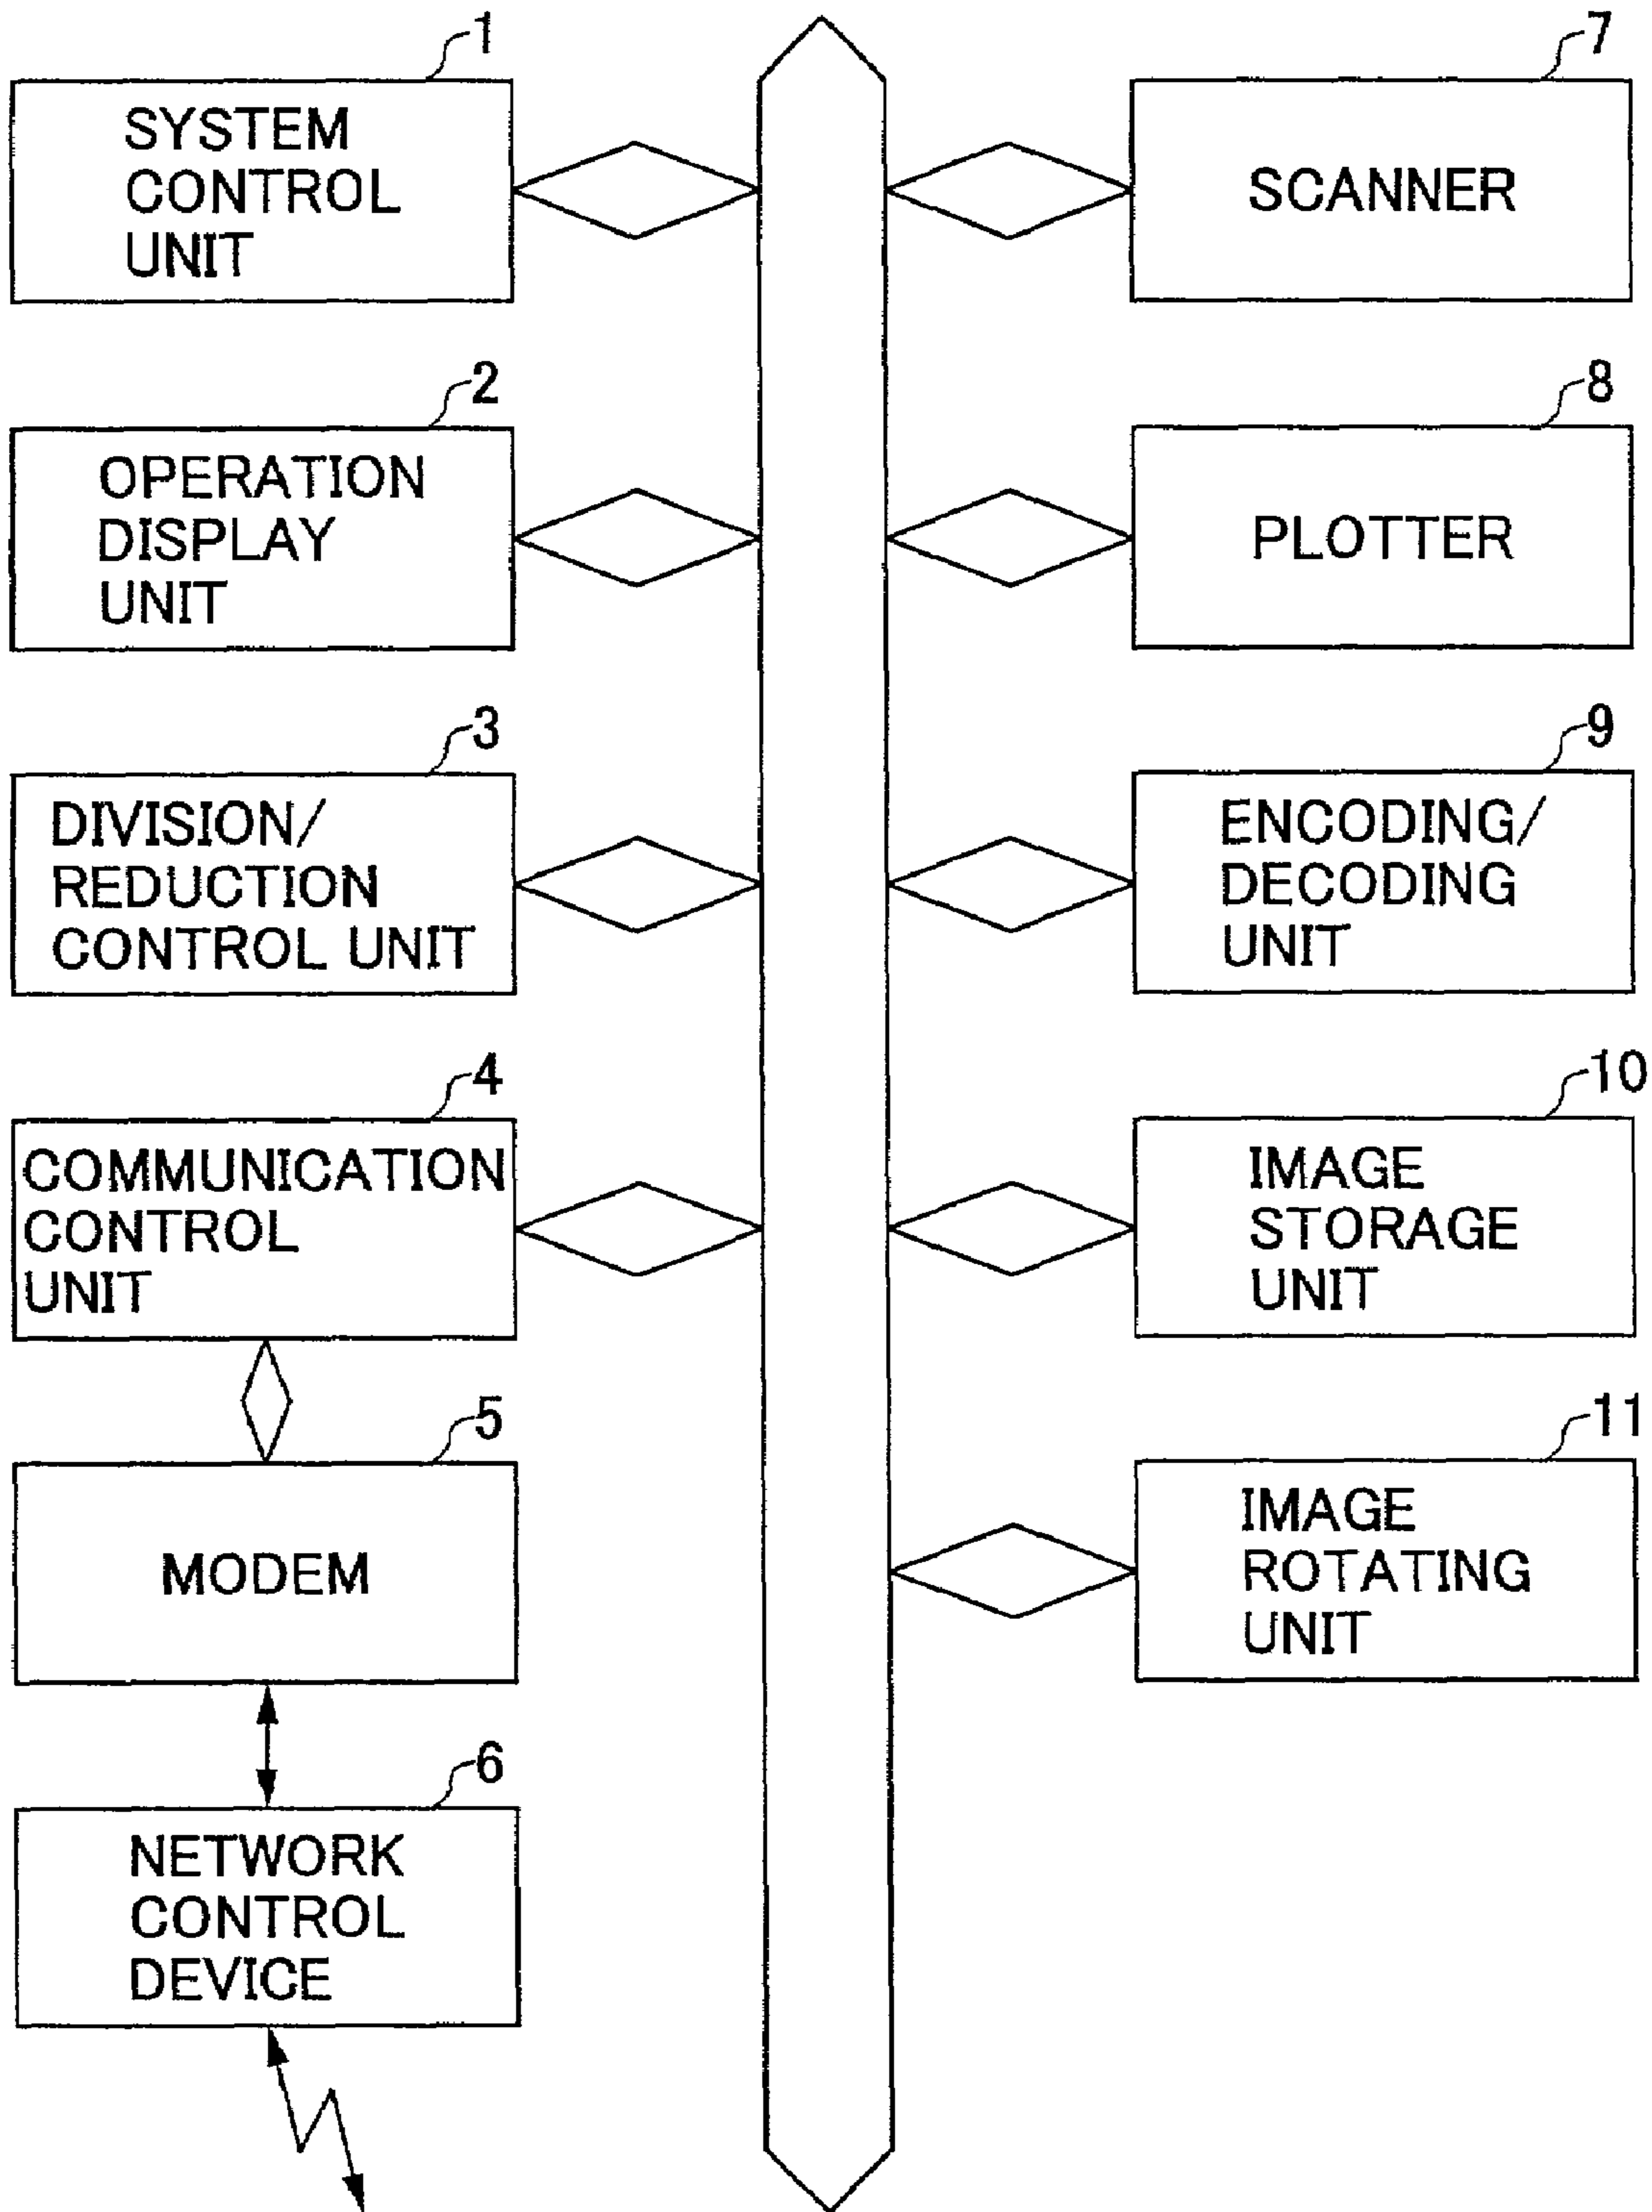 1
SYSTEM
CONTROL
UNIT
2
OPERATION
DISPLAY
UNIT
3
DIVISION/
REDUCTION
CONTROL UNIT
4
COMMUNICATION
CONTROL
UNIT
5
MODEM
6
NETWORK
CONTROL
DEVICE
7
SCANNER
8
PLOTTER
9
ENCODING/
DECODING
UNIT
10
IMAGE
STORAGE
UNIT
11
IMAGE
ROTATING
UNIT